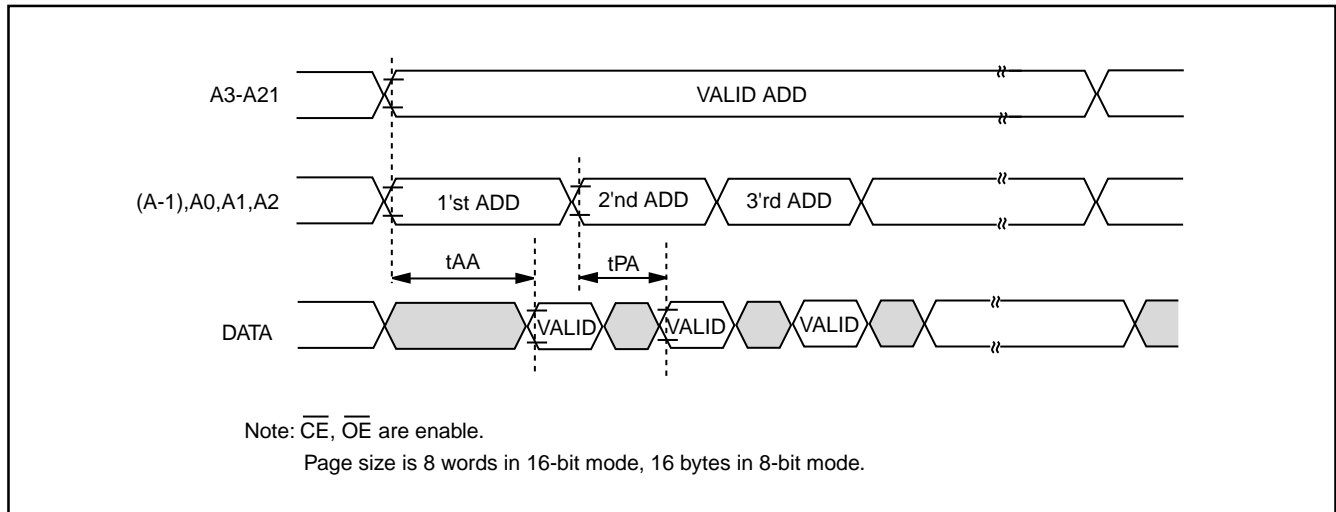 A3-A21
VALID ADD
(A-1),A0,A1,A2
1'st ADD
2'nd ADD
3'rd ADD
tAA
tPA
DATA
VALID
VALID
VALID
Note: CE, OE are enable.
Page size is 8 words in 16-bit mode, 16 bytes in 8-bit mode.